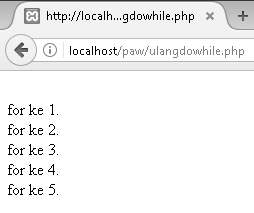 http://localh...gdowhile.php
localhost/paw/ulangdowhile.php
for ke 1.
for ke 2.
for ke 3.
for ke 4.
for ke 5.